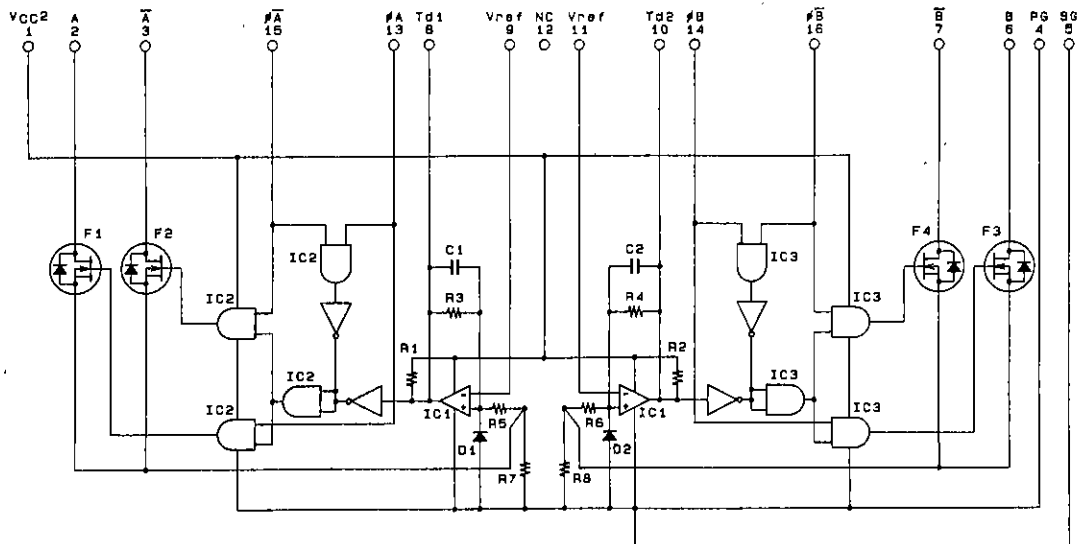 VCC2 A A̅ ø̅A̅ øA Td1 Vref NC Vref Td2 øB øB̅ B̅ B PG SG
1 2 3 15 13 8 9 12 11 10 14 16 7 6 4 5
F1 F2 IC2 C1 C2 IC3 F4 F3
IC2 R3 R4 IC3
R1 R2
IC2 IC3
IC2 IC1 R5 R6 IC1 IC3
D1 R7 R8 D2